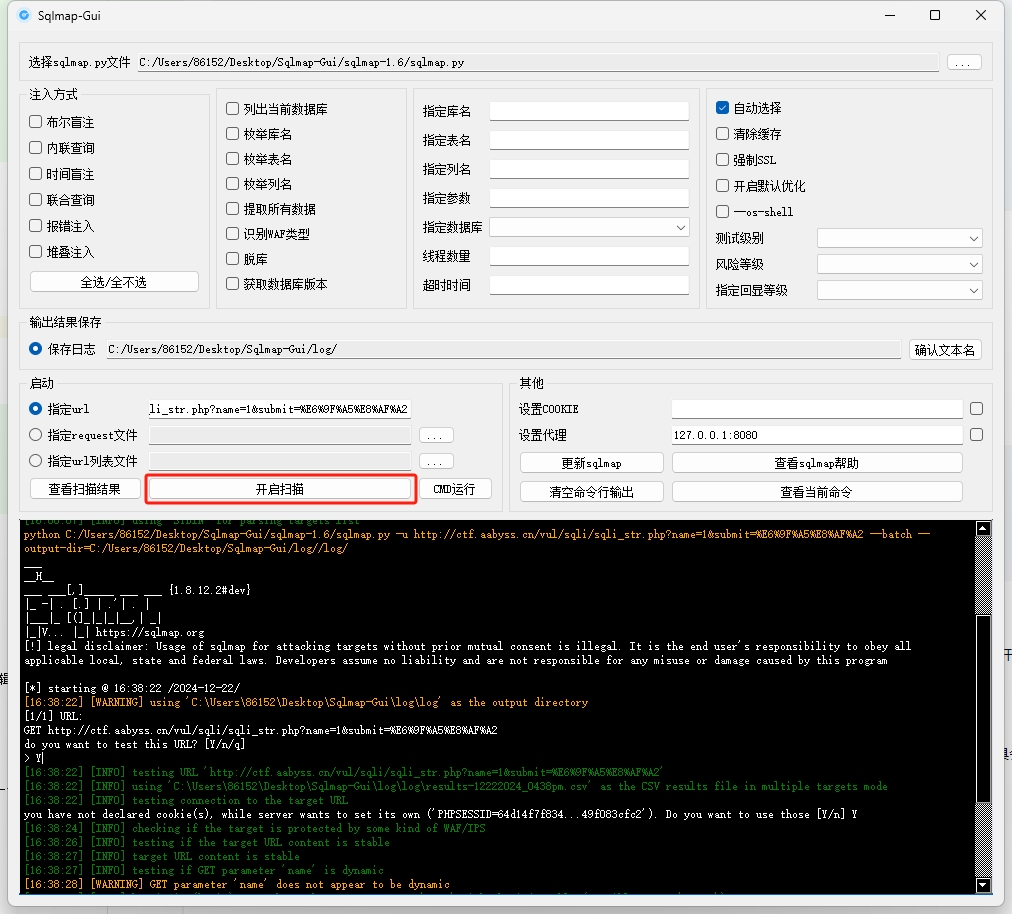 Sqlmap-Gui
选择sqlmap.py文件 C:/Users/86152/Desktop/Sqlmap-Gui/sqlmap-1.6/sqlmap.py ...
注入方式
布尔盲注
内联查询
时间盲注
联合查询
报错注入
堆叠注入
全选/全不选
列出当前数据库
枚举库名
枚举表名
枚举列名
提取所有数据
识别WAF类型
脱库
获取数据库版本
指定库名
指定表名
指定列名
指定参数
指定数据库
线程数量
超时时间
自动选择
清除缓存
强制SSL
开启默认优化
--os-shell
测试级别
风险等级
指定回显等级
输出结果保存
保存日志 C:/Users/86152/Desktop/Sqlmap-Gui/log/ 确认文本名
启动
指定url li_str.php?name=1&submit=%E6%9F%A5%E8%AF%A2
指定request文件 ...
指定url列表文件 ...
查看扫描结果 开启扫描 CMD运行
其他
设置COOKIE
设置代理 127.0.0.1:8080
更新sqlmap 查看sqlmap帮助
清空命令行输出 查看当前命令
[16:38:01] [INFO] using 'STDIN' for parsing targets list
python C:/Users/86152/Desktop/Sqlmap-Gui/sqlmap-1.6/sqlmap.py -u http://ctf.aabyss.cn/vul/sqli/sqli_str.php?name=1&submit=%E6%9F%A5%E8%AF%A2 --batch --
output-dir=C:/Users/86152/Desktop/Sqlmap-Gui/log//log/
___
__H__
___ ___[,]_____ ___ ___ {1.8.12.2#dev}
|_ -| . [.] | .'| . |
|___|_ [(]_|_|_|__,| _|
|_|V... |_| https://sqlmap.org
[!] legal disclaimer: Usage of sqlmap for attacking targets without prior mutual consent is illegal. It is the end user's responsibility to obey all
applicable local, state and federal laws. Developers assume no liability and are not responsible for any misuse or damage caused by this program
[*] starting @ 16:38:22 /2024-12-22/
[16:38:22] [WARNING] using 'C:\Users\86152\Desktop\Sqlmap-Gui\log\log' as the output directory
[1/1] URL:
GET http://ctf.aabyss.cn/vul/sqli/sqli_str.php?name=1&submit=%E6%9F%A5%E8%AF%A2
do you want to test this URL? [Y/n/q]
> Y
[16:38:22] [INFO] testing URL 'http://ctf.aabyss.cn/vul/sqli/sqli_str.php?name=1&submit=%E6%9F%A5%E8%AF%A2'
[16:38:22] [INFO] using 'C:\Users\86152\Desktop\Sqlmap-Gui\log\log\results-12222024_0438pm.csv' as the CSV results file in multiple targets mode
[16:38:22] [INFO] testing connection to the target URL
you have not declared cookie(s), while server wants to set its own ('PHPSESSID=64d14f7f834...49f083cfc2'). Do you want to use those [Y/n] Y
[16:38:24] [INFO] checking if the target is protected by some kind of WAF/IPS
[16:38:26] [INFO] testing if the target URL content is stable
[16:38:27] [INFO] target URL content is stable
[16:38:27] [INFO] testing if GET parameter 'name' is dynamic
[16:38:28] [WARNING] GET parameter 'name' does not appear to be dynamic